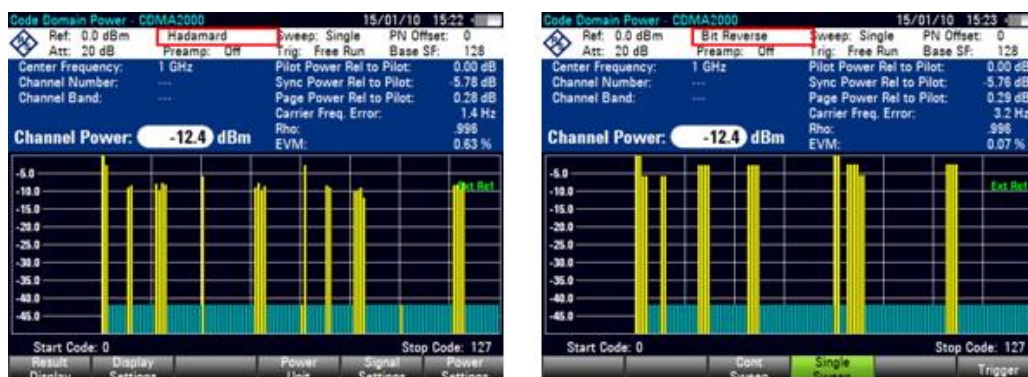 Code Domain Power - CDMA2000 15/01/10 15:22
Ref: 0.0 dBm Hadamard Sweep: Single PN Offset: 0
Att: 20 dB Preamp: Off Trig: Free Run Base SF: 128
Center Frequency: 1 GHz Pilot Power Rel to Pilot: 0.00 dB
Channel Number: --- Sync Power Rel to Pilot: -5.78 dB
Channel Band: --- Page Power Rel to Pilot: 0.28 dB
Carrier Freq. Error: 1.4 Hz
Rho: .996
Channel Power: -12.4 dBm EVM: 0.63 %
-5.0
-10.0
Ext Ref
-15.0
-20.0
-25.0
-30.0
-35.0
-40.0
-45.0
Start Code: 0 Stop Code: 127
Result Display Power Signal Power
Display Settings Unit Settings Settings
Code Domain Power - CDMA2000 15/01/10 15:23
Ref: 0.0 dBm Bit Reverse Sweep: Single PN Offset: 0
Att: 20 dB Preamp: Off Trig: Free Run Base SF: 128
Center Frequency: 1 GHz Pilot Power Rel to Pilot: 0.00 dB
Channel Number: --- Sync Power Rel to Pilot: -5.76 dB
Channel Band: --- Page Power Rel to Pilot: 0.29 dB
Carrier Freq. Error: 3.2 Hz
Rho: .996
Channel Power: -12.4 dBm EVM: 0.07 %
-5.0
-10.0
Ext Ref
-15.0
-20.0
-25.0
-30.0
-35.0
-40.0
-45.0
Start Code: 0 Stop Code: 127
Cont Single Trigger
Sweep Sweep